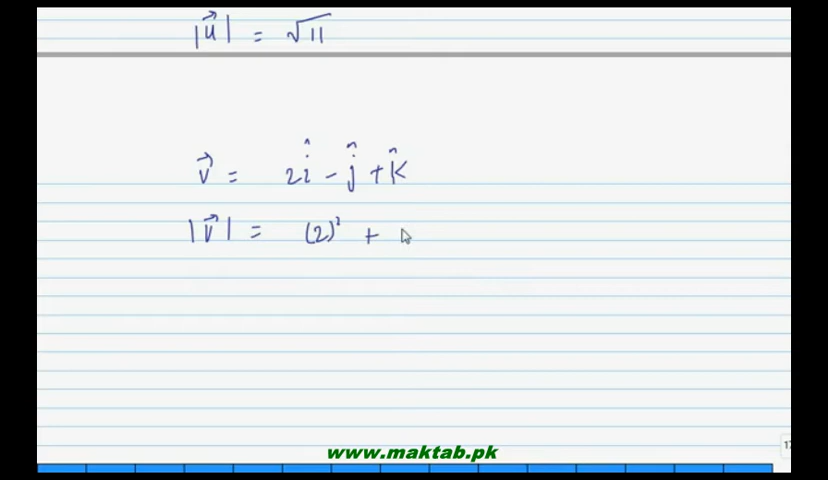 |u⃗| = √11
v⃗ = 2î - ĵ + k̂
|v⃗| = (2)² +
www.maktab.pk